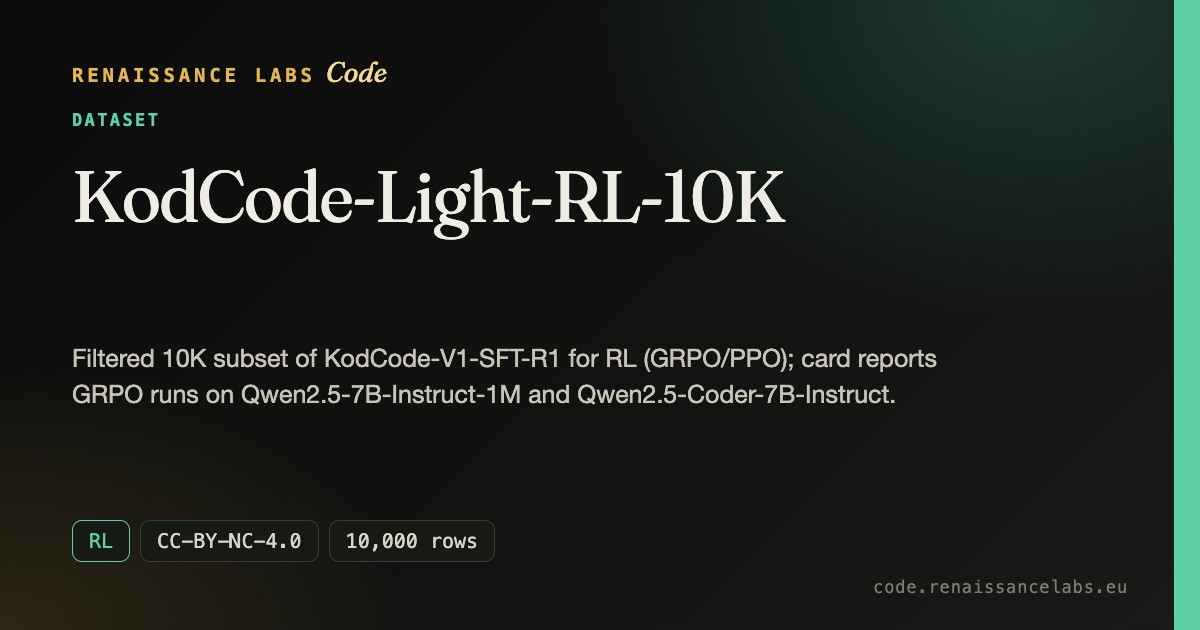 RENAISSANCE LABS Code
DATASET
KodCode-Light-RL-10K
Filtered 10K subset of KodCode-V1-SFT-R1 for RL (GRPO/PPO); card reports
GRPO runs on Qwen2.5-7B-Instruct-1M and Qwen2.5-Coder-7B-Instruct.
RL
CC-BY-NC-4.0
10,000 rows
code.renaissancelabs.eu